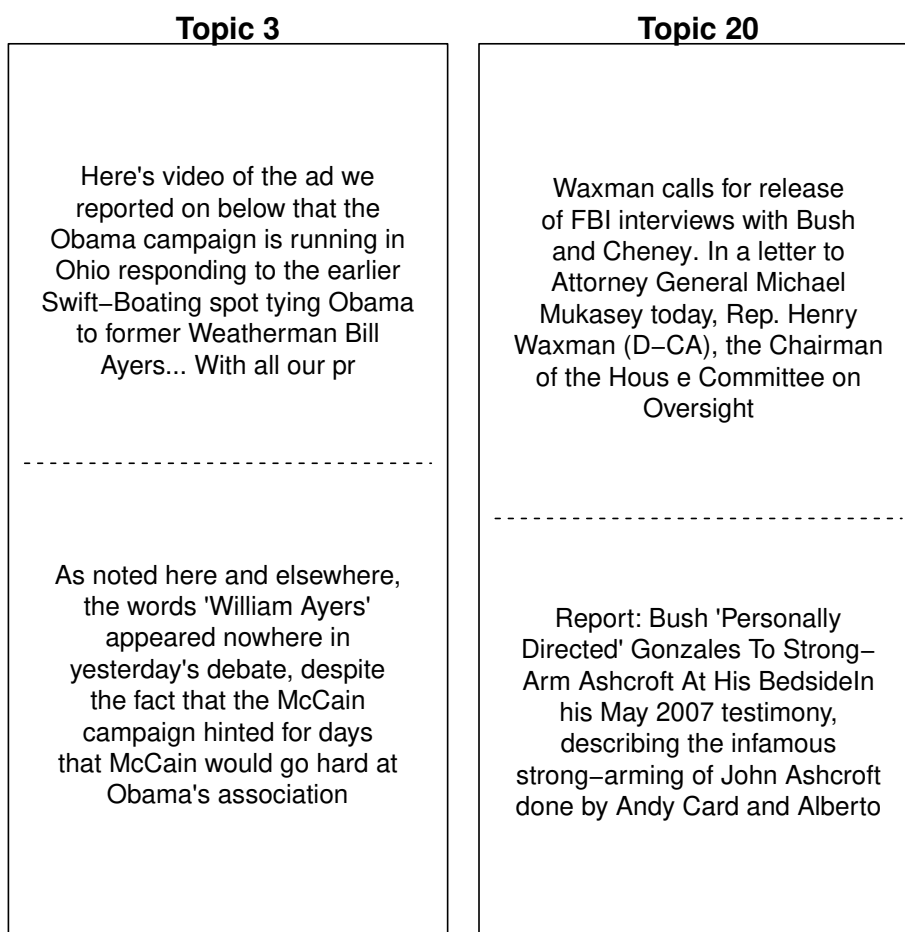 Topic 3
Here's video of the ad we
reported on below that the
Obama campaign is running in
Ohio responding to the earlier
Swift−Boating spot tying Obama
to former Weatherman Bill
Ayers... With all our pr
As noted here and elsewhere,
the words 'William Ayers'
appeared nowhere in
yesterday's debate, despite
the fact that the McCain
campaign hinted for days
that McCain would go hard at
Obama's association
Topic 20
Waxman calls for release
of FBI interviews with Bush
and Cheney. In a letter to
Attorney General Michael
Mukasey today, Rep. Henry
Waxman (D−CA), the Chairman
of the Hous e Committee on
Oversight
Report: Bush 'Personally
Directed' Gonzales To Strong−
Arm Ashcroft At His BedsideIn
his May 2007 testimony,
describing the infamous
strong−arming of John Ashcroft
done by Andy Card and Alberto